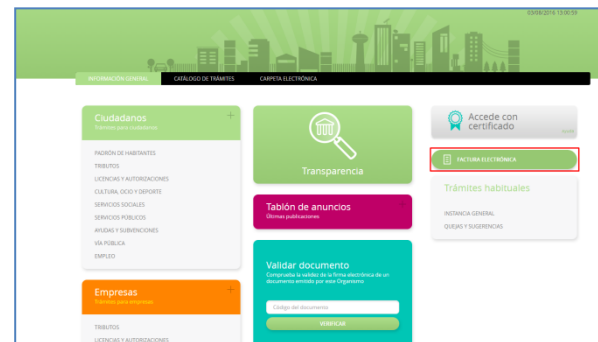 03/08/2016 13:00:59
INFORMACIÓN GENERAL
CATÁLOGO DE TRÁMITES
CARPETA ELECTRÓNICA
Ciudadanos
Trámites para ciudadanos
PADRÓN DE HABITANTES
TRIBUTOS
LICENCIAS Y AUTORIZACIONES
CULTURA, OCIO Y DEPORTE
SERVICIOS SOCIALES
SERVICIOS PÚBLICOS
AYUDAS Y SUBVENCIONES
VÍA PÚBLICA
EMPLEO
Empresas
Trámites para empresas
TRIBUTOS
LICENCIAS Y AUTORIZACIONES
Transparencia
Tablón de anuncios
Últimas publicaciones
Validar documento
Comprueba la validez de la firma electrónica de un
documento emitido por este Organismo
Código del documento
VERIFICAR
Accede con
certificado
FACTURA ELECTRÓNICA
Trámites habituales
INSTANCIA GENERAL
QUEJAS Y SUGERENCIAS